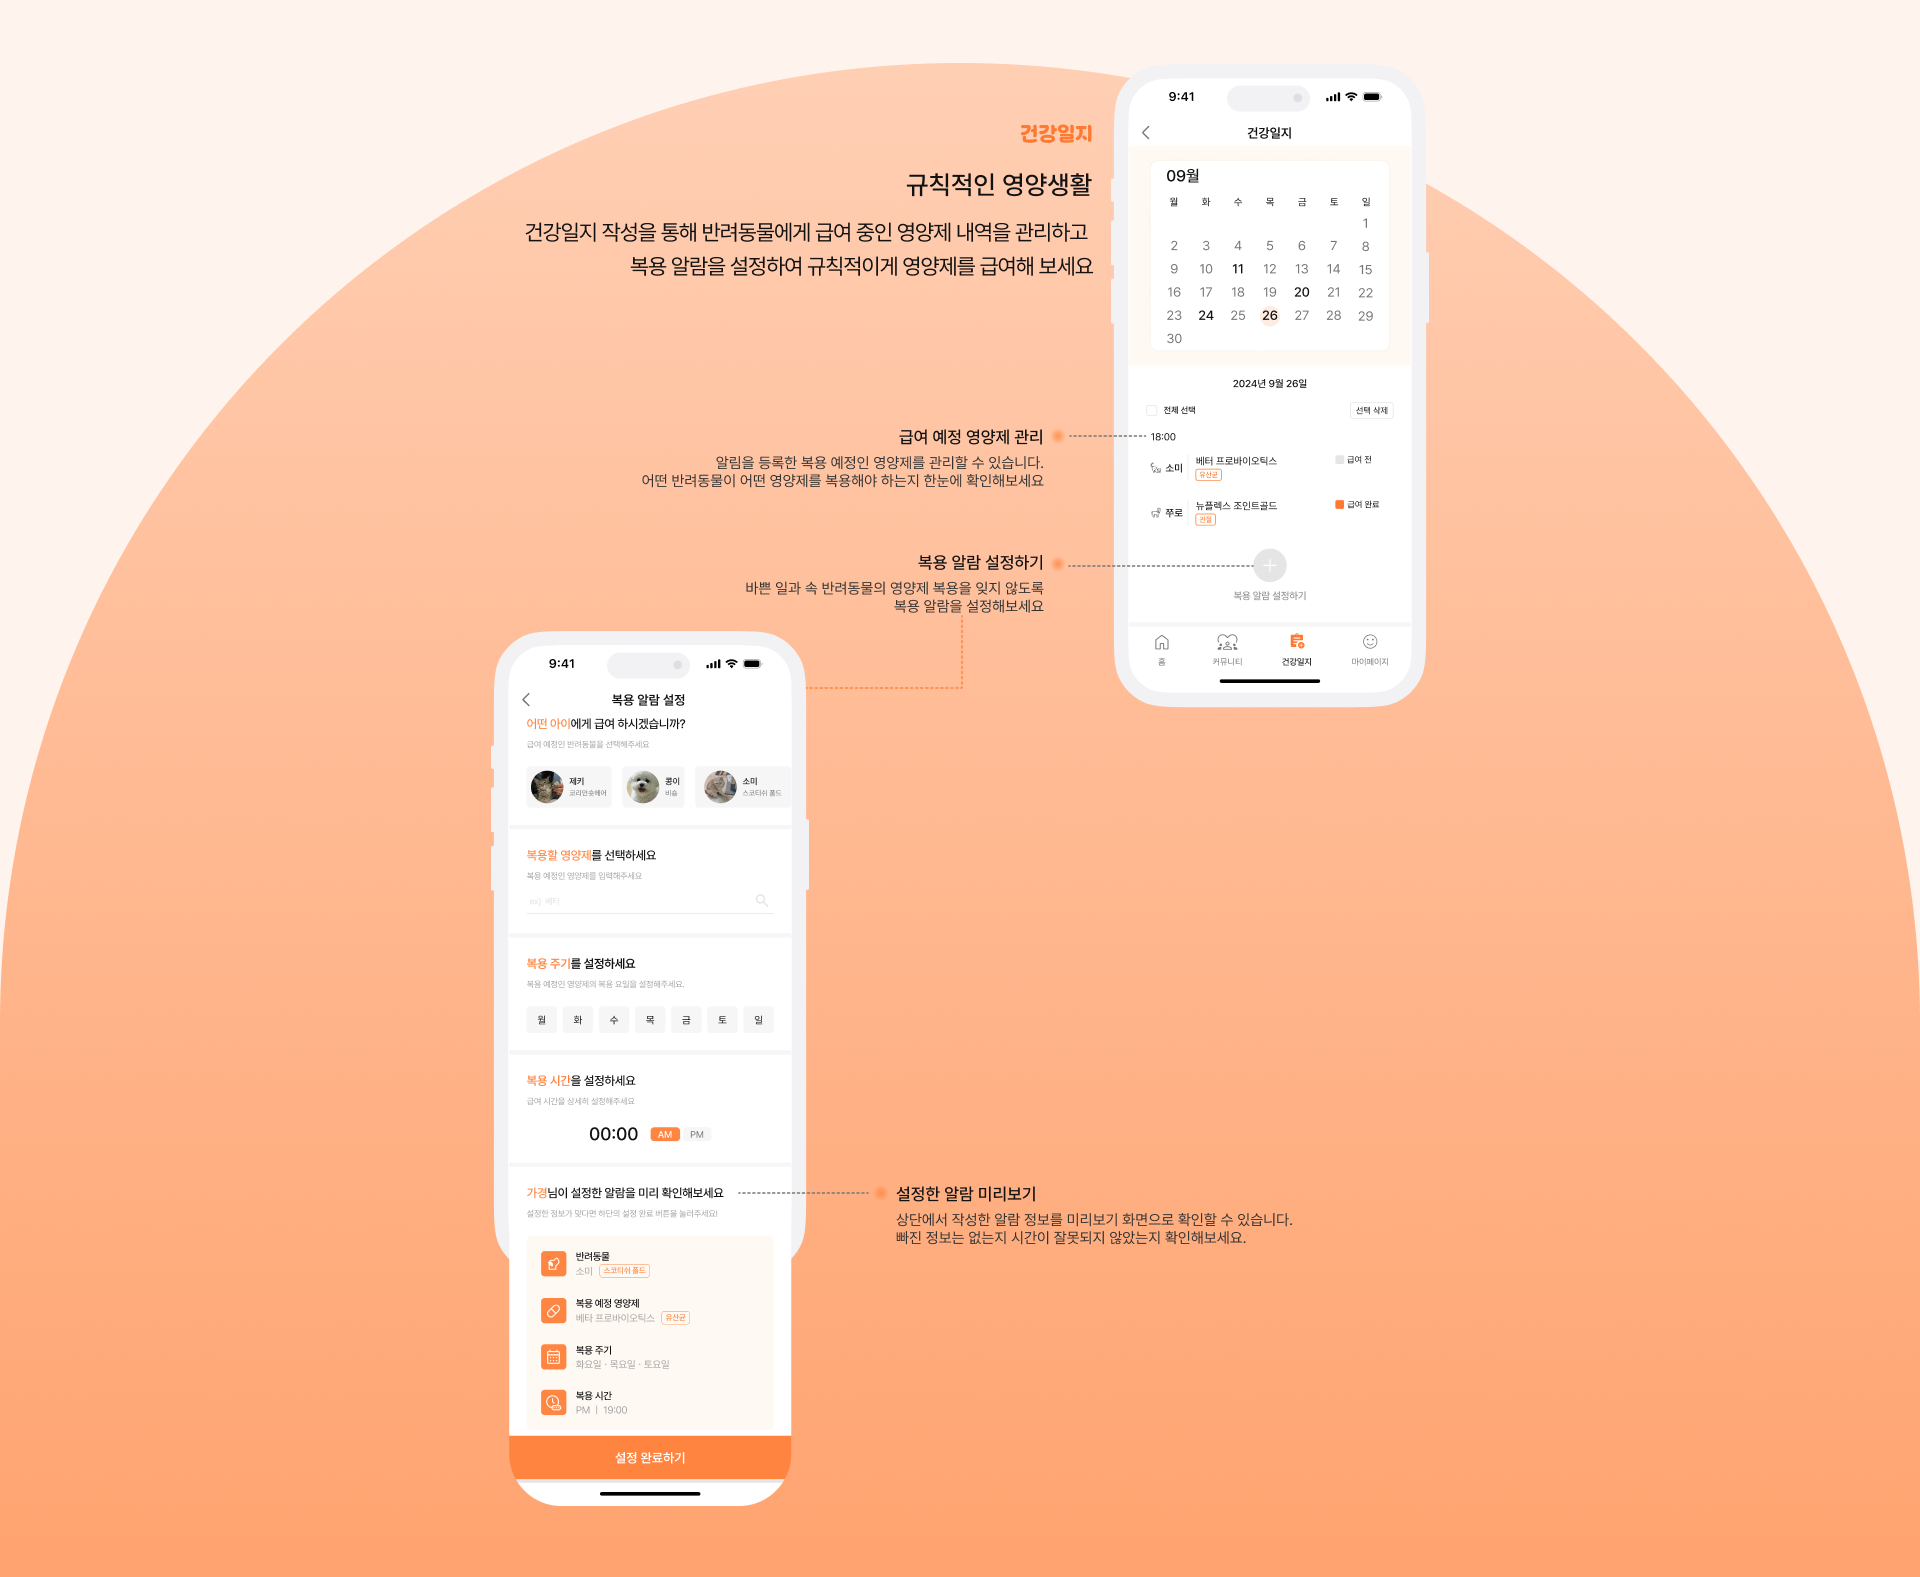 건강일지
규칙적인 영양생활
건강일지 작성을 통해 반려동물에게 급여 중인 영양제 내역을 관리하고
복용 알람을 설정하여 규칙적이게 영양제를 급여해 보세요
9:41
건강일지
09월
월 화 수 목 금 토 일
1
2 3 4 5 6 7 8
9 10 11 12 13 14 15
16 17 18 19 20 21 22
23 24 25 26 27 28 29
30
2024년 9월 26일
전체 선택
선택 삭제
18:00
소미
베터 프로바이오틱스
유산균
급여 전
쭈로
뉴플렉스 조인트골드
관절
급여 완료
복용 알람 설정하기
홈 커뮤니티 건강일지 마이페이지
급여 예정 영양제 관리
알림을 등록한 복용 예정인 영양제를 관리할 수 있습니다.
어떤 반려동물이 어떤 영양제를 복용해야 하는지 한눈에 확인해보세요
복용 알람 설정하기
바쁜 일과 속 반려동물의 영양제 복용을 잊지 않도록
복용 알람을 설정해보세요
9:41
복용 알람 설정
어떤 아이에게 급여 하시겠습니까?
급여 예정인 반려동물을 선택해주세요
제키
코리안숏헤어
콩이
비숑
소미
스코티쉬 폴드
복용할 영양제를 선택하세요
복용 예정인 영양제를 입력해주세요
ex) 베터
복용 주기를 설정하세요
복용 예정인 영양제의 복용 요일을 설정해주세요.
월 화 수 목 금 토 일
복용 시간을 설정하세요
급여 시간을 상세히 설정해주세요
00:00 AM PM
가경님이 설정한 알람을 미리 확인해보세요
설정한 정보가 맞다면 하단의 설정 완료 버튼을 눌러주세요!
반려동물
소미 스코티쉬 폴드
복용 예정 영양제
베타 프로바이오틱스 유산균
복용 주기
화요일 · 목요일 · 토요일
복용 시간
PM | 19:00
설정 완료하기
설정한 알람 미리보기
상단에서 작성한 알람 정보를 미리보기 화면으로 확인할 수 있습니다.
빠진 정보는 없는지 시간이 잘못되지 않았는지 확인해보세요.